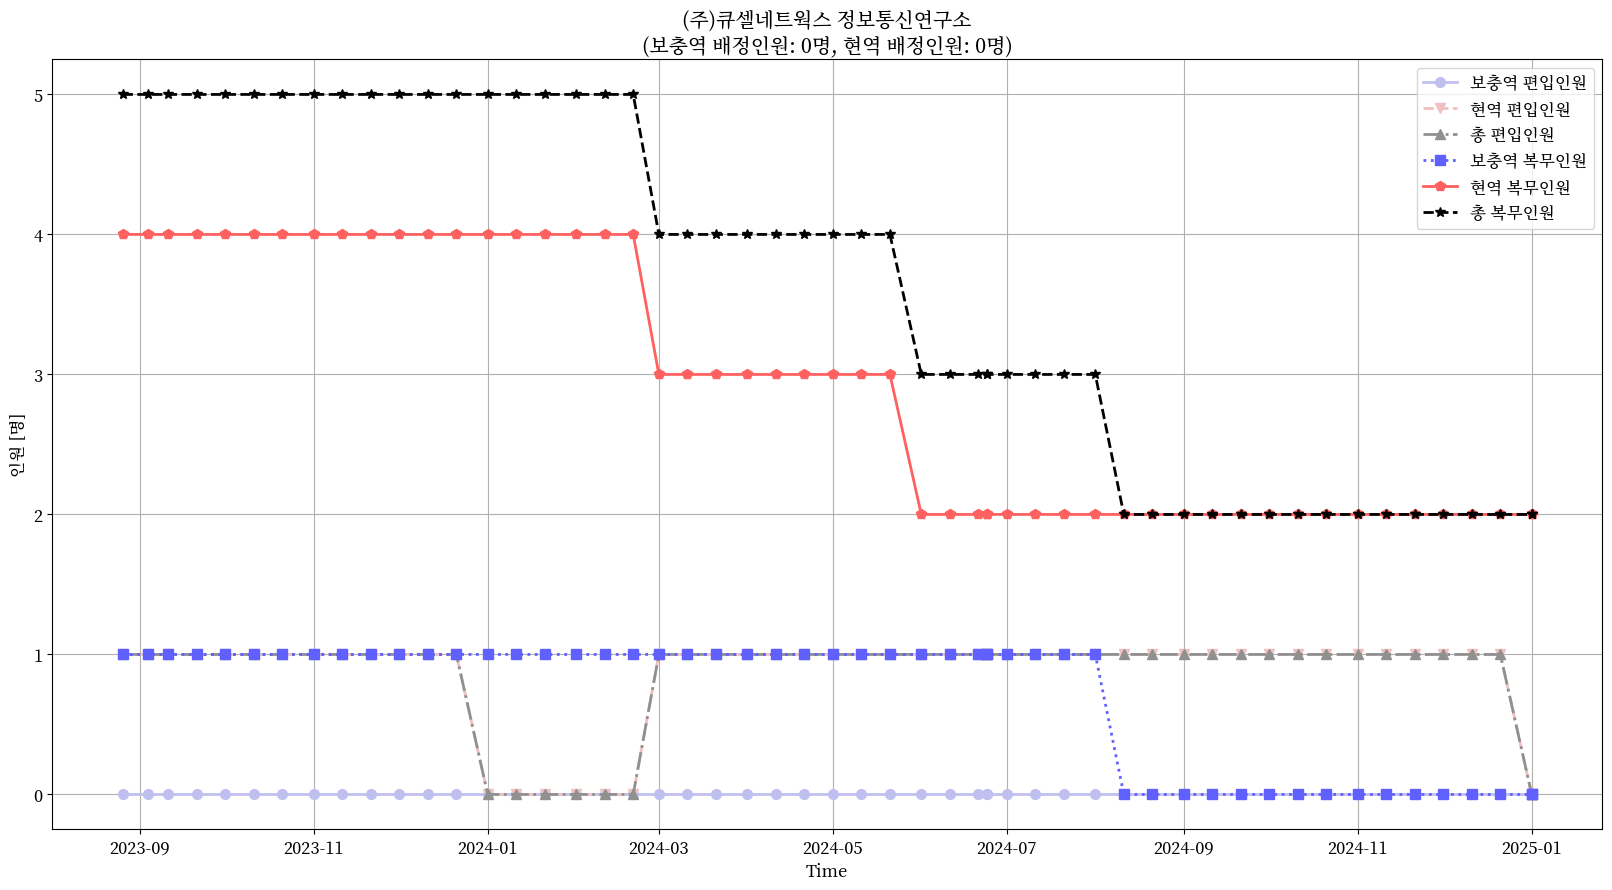 (주)큐셀네트웍스 정보통신연구소
(보충역 배정인원: 0명, 현역 배정인원: 0명)
보충역 편입인원
현역 편입인원
총 편입인원
보충역 복무인원
현역 복무인원
총 복무인원
인원 [명]
5
4
3
2
1
0
2023-09
2023-11
2024-01
2024-03
2024-05
2024-07
2024-09
2024-11
2025-01
Time